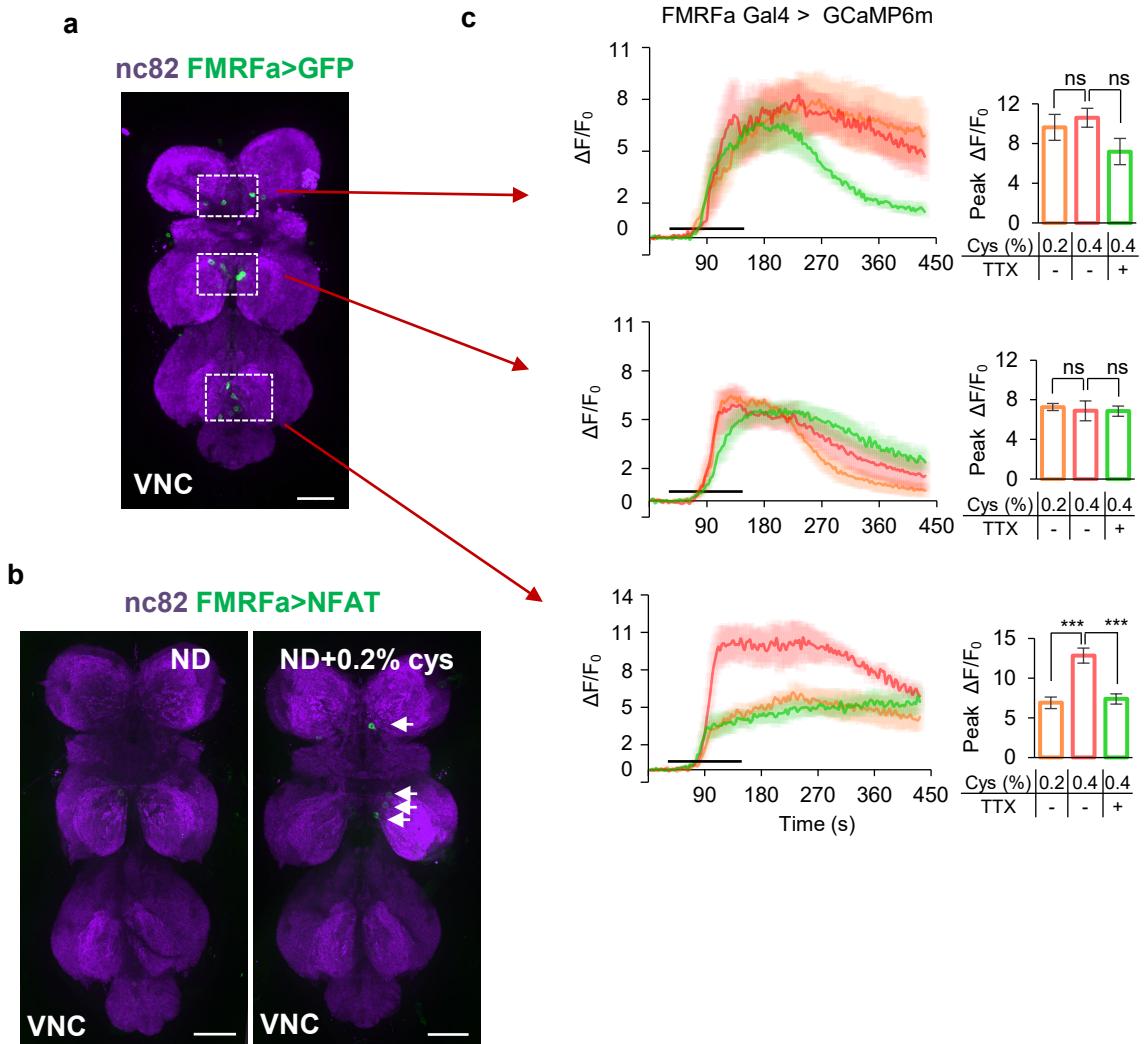 a
nc82 FMRFa>GFP
VNC
b
nc82 FMRFa>NFAT
ND
ND+0.2% cys
VNC
VNC
c
FMRFa Gal4 > GCaMP6m
ΔF/F0
11
8
5
2
0
90 180 270 360 450
Peak ΔF/F0
12
8
4
0
ns ns
Cys (%) 0.2 0.4 0.4
TTX - - +
ΔF/F0
11
8
5
2
0
90 180 270 360 450
Peak ΔF/F0
12
8
4
0
ns ns
Cys (%) 0.2 0.4 0.4
TTX - - +
ΔF/F0
14
11
8
5
2
0
90 180 270 360 450
Time (s)
Peak ΔF/F0
15
10
5
0
*** ***
Cys (%) 0.2 0.4 0.4
TTX - - +